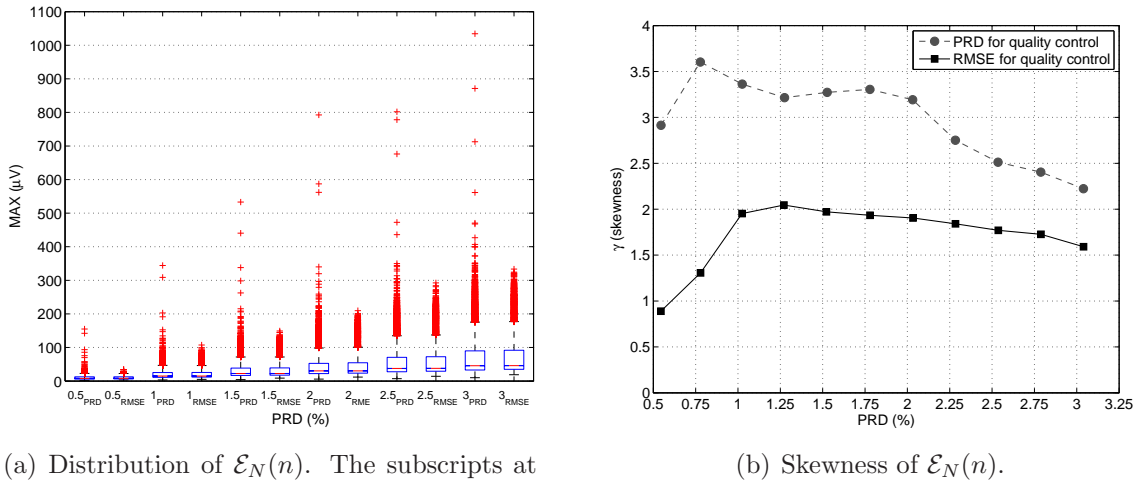 1100
1000
900
800
700
600
500
400
300
200
100
0
MAX (μV)
0.5PRD 0.5RMSE 1PRD 1RMSE 1.5PRD 1.5RMSE 2PRD 2RME 2.5PRD 2.5RMSE 3PRD 3RMSE
PRD (%)
(a) Distribution of ℰN(n). The subscripts at
4
3.5
3
2.5
2
1.5
1
0.5
0
γ (skewness)
PRD for quality control
RMSE for quality control
0.5 0.75 1 1.25 1.5 1.75 2 2.25 2.5 2.75 3 3.25
PRD (%)
(b) Skewness of ℰN(n).